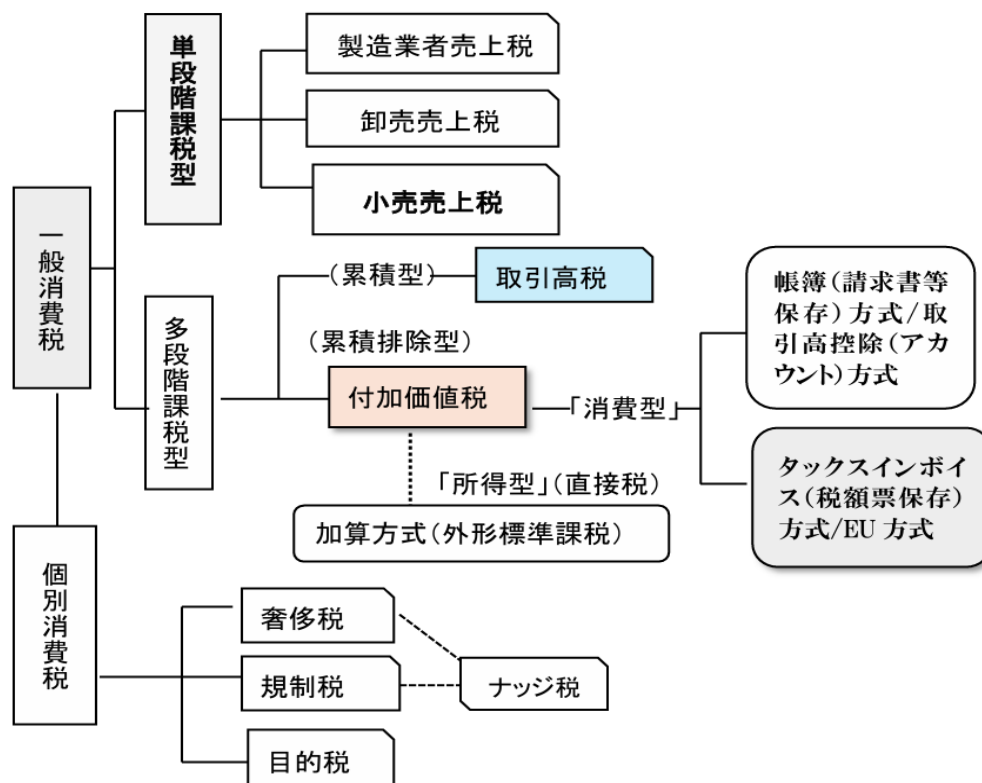 一般消費税
単段階課税型
製造業者売上税
卸売売上税
小売売上税
多段階課税型
(累積型)
取引高税
(累積排除型)
付加価値税
「消費型」
帳簿(請求書等
保存)方式/取
引高控除(アカ
ウント)方式
タックスインボイ
ス(税額票保存)
方式/EU方式
「所得型」(直接税)
加算方式(外形標準課税)
個別消費税
奢侈税
規制税
目的税
ナッジ税